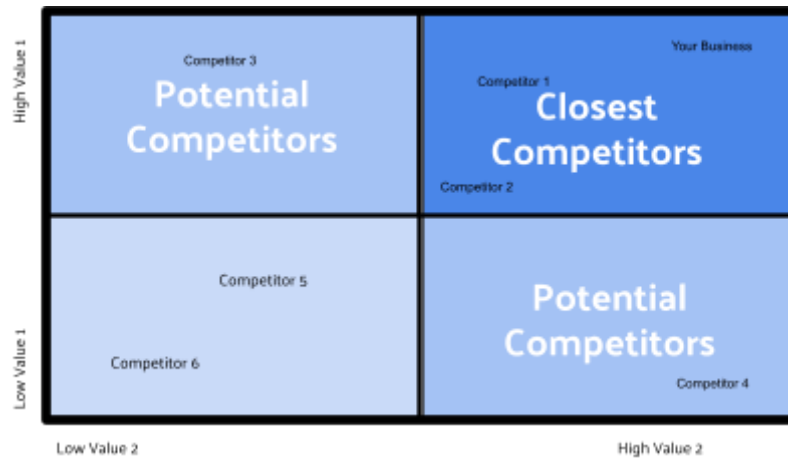 High Value 1
Competitor 3
Potential
Competitors
Your Business
Competitor 1
Closest
Competitors
Competitor 2
Low Value 1
Competitor 5
Competitor 6
Potential
Competitors
Competitor 4
Low Value 2
High Value 2